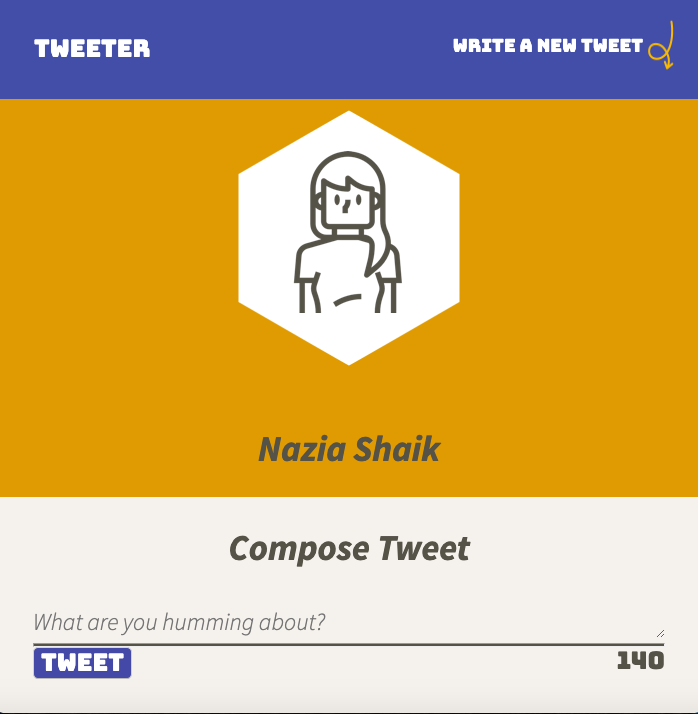 TWEETER
WRITE A NEW TWEET
Nazia Shaik
Compose Tweet
What are you humming about?
TWEET
140